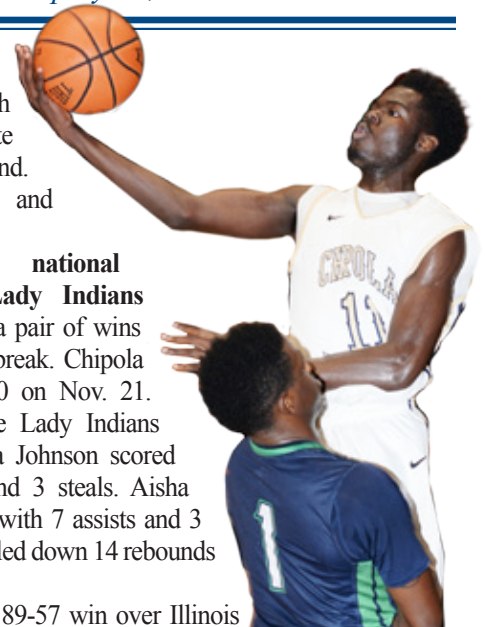 nd.
and
national
Lady Indians
a pair of wins
break. Chipola
0 on Nov. 21.
e Lady Indians
a Johnson scored
nd 3 steals. Aisha
with 7 assists and 3
led down 14 rebounds
89-57 win over Illinois
CHIPOLA
11
1